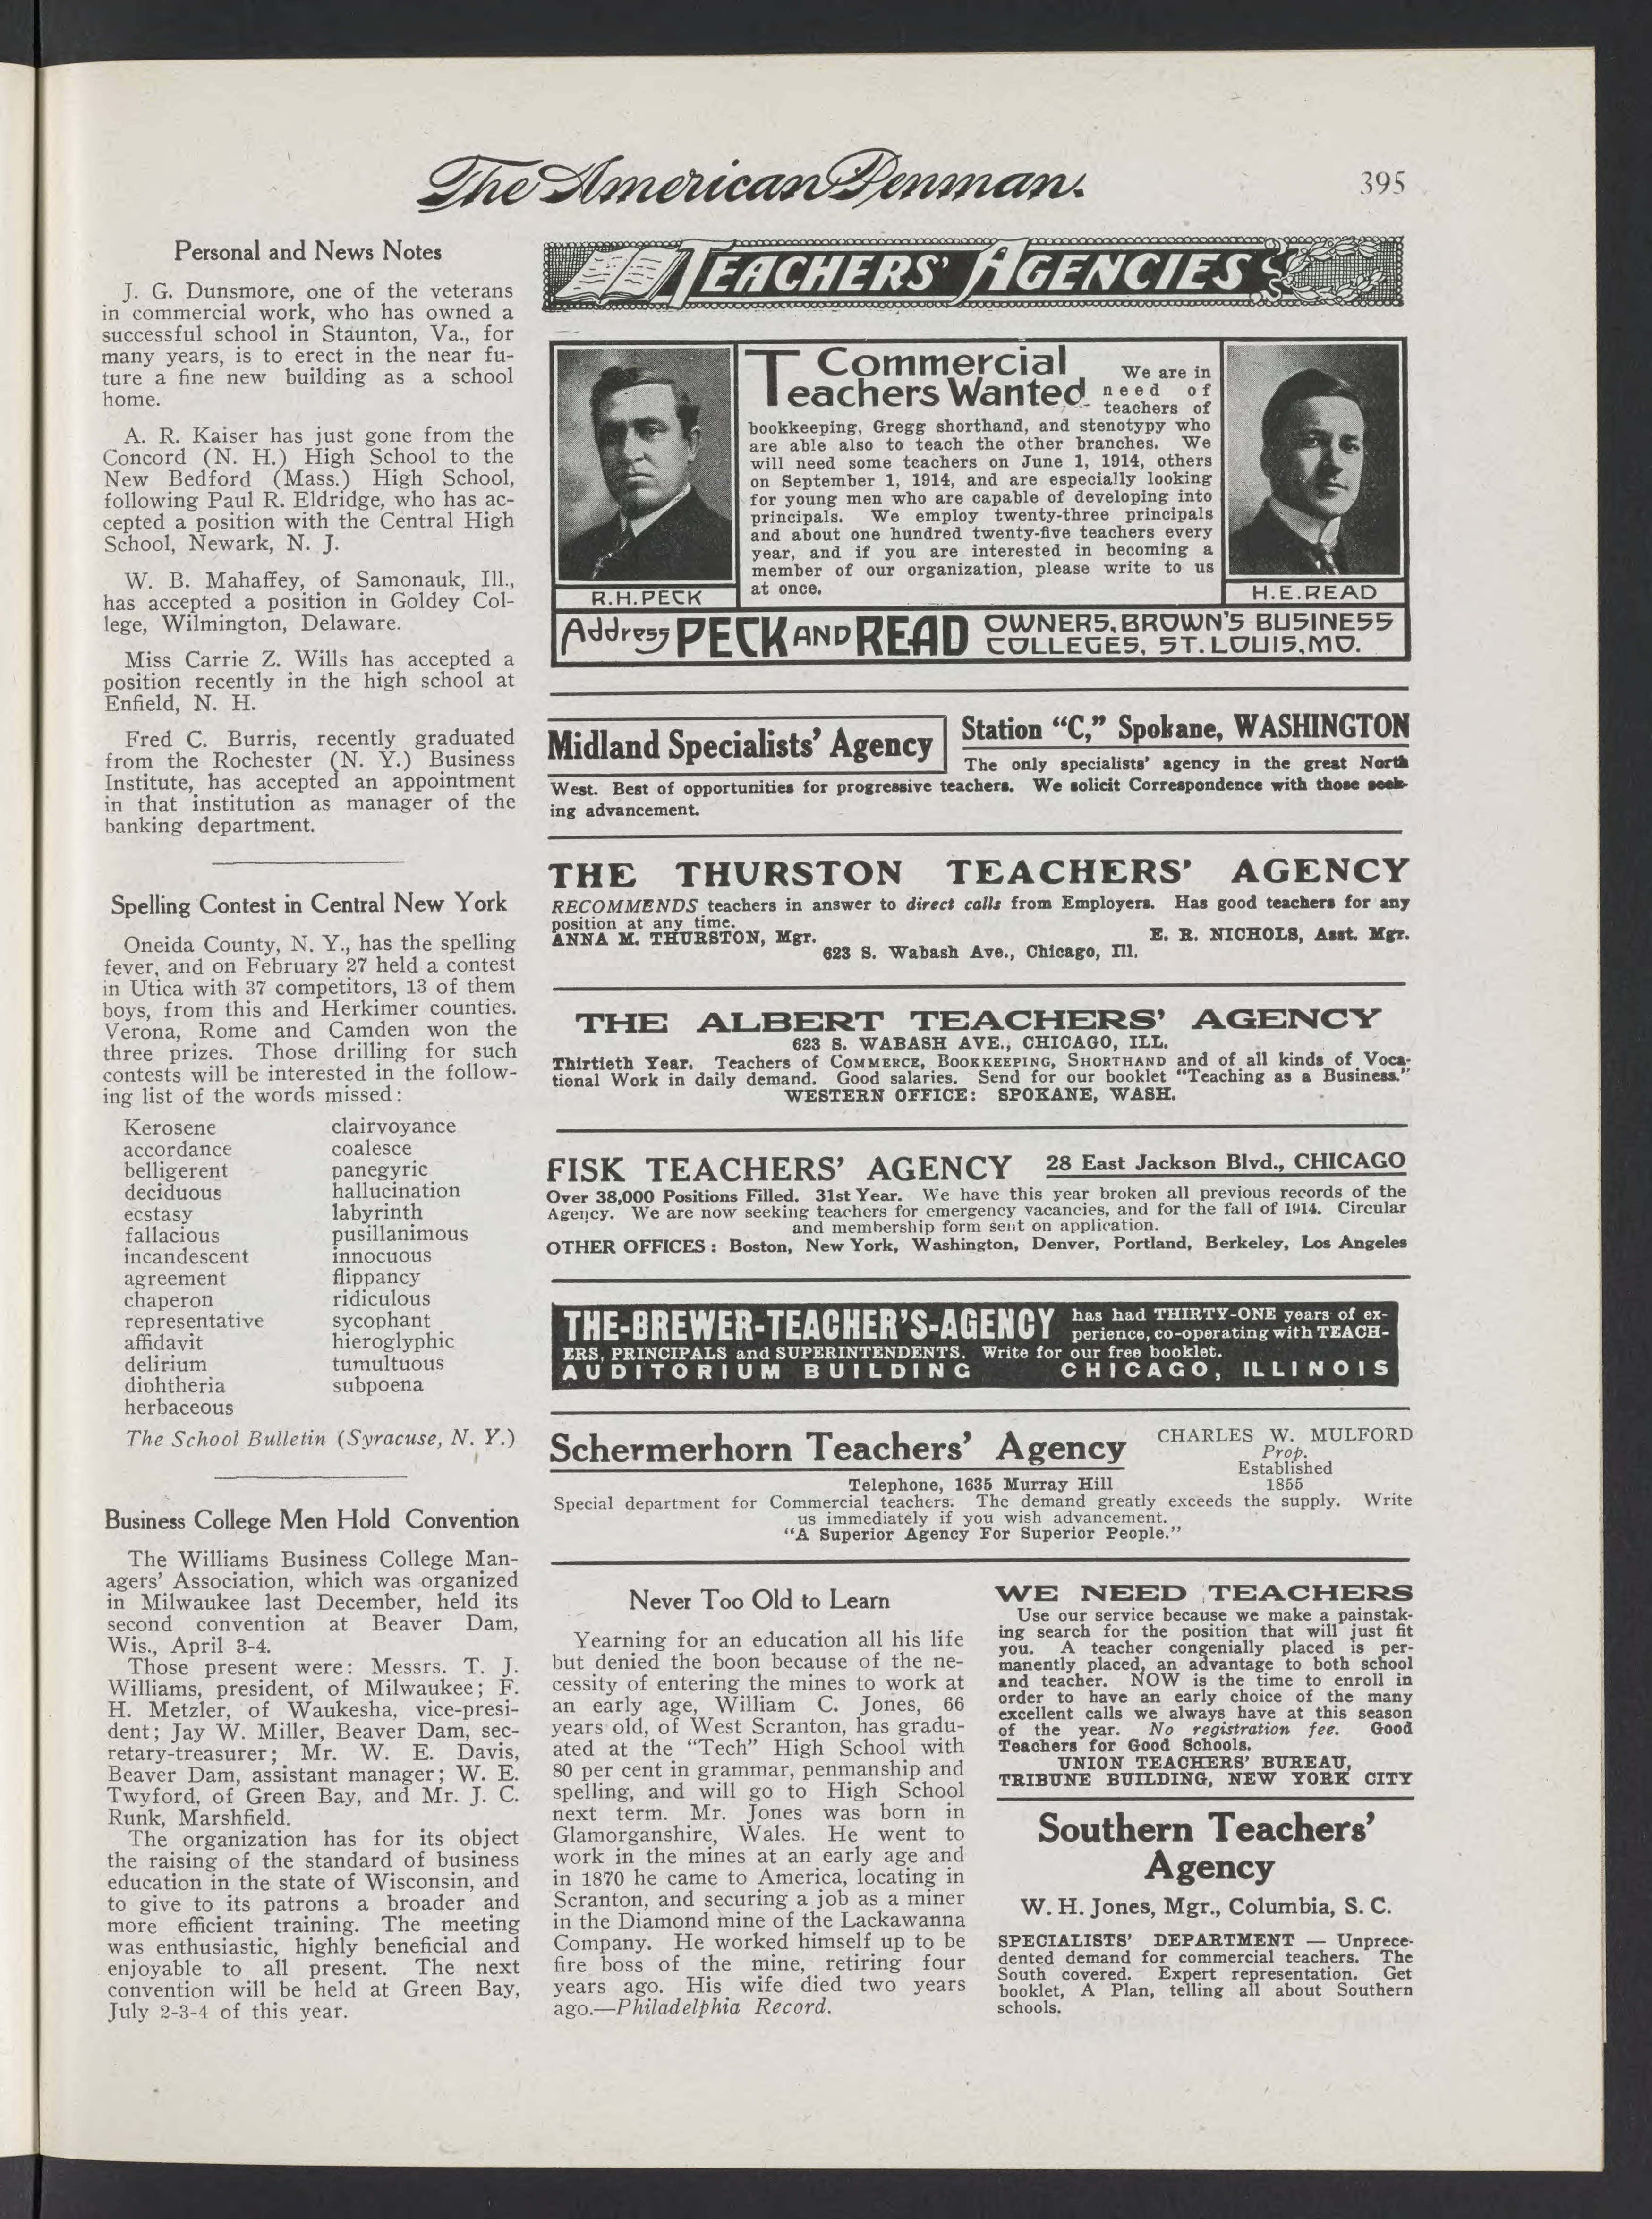 The American Penman.
395
Personal and News Notes
J. G. Dunsmore, one of the veterans
in commercial work, who has owned a
successful school in Staunton, Va., for
many years, is to erect in the near fu-
ture a fine new building as a school
home.
A. R. Kaiser has just gone from the
Concord (N. H.) High School to the
New Bedford (Mass.) High School,
following Paul R. Eldridge, who has ac-
cepted a position with the Central High
School, Newark, N. J.
W. B. Mahaffey, of Samonauk, Ill.,
has accepted a position in Goldey Col-
lege, Wilmington, Delaware.
Miss Carrie Z. Wills has accepted a
position recently in the high school at
Enfield, N. H.
Fred C. Burris, recently graduated
from the Rochester (N. Y.) Business
Institute, has accepted an appointment
in that institution as manager of the
banking department.
Spelling Contest in Central New York
Oneida County, N. Y., has the spelling
fever, and on February 27 held a contest
in Utica with 37 competitors, 13 of them
boys, from this and Herkimer counties.
Verona, Rome and Camden won the
three prizes. Those drilling for such
contests will be interested in the follow-
ing list of the words missed:
Kerosene
accordance
belligerent
deciduous
ecstasy
fallacious
incandescent
agreement
chaperon
representative
affidavit
delirium
diohtheria
herbaceous
clairvoyance
coalesce
panegyric
hallucination
labyrinth
pusillanimous
innocuous
flippancy
ridiculous
sycophant
hieroglyphic
tumultuous
subpoena
The School Bulletin (Syracuse, N. Y.)
Business College Men Hold Convention
The Williams Business College Man-
agers' Association, which was organized
in Milwaukee last December, held its
second convention at Beaver Dam,
Wis., April 3-4.
Those present were: Messrs. T. J.
Williams, president, of Milwaukee; F.
H. Metzler, of Waukesha, vice-presi-
dent; Jay W. Miller, Beaver Dam, sec-
retary-treasurer; Mr. W. E. Davis,
Beaver Dam, assistant manager; W. E.
Twyford, of Green Bay, and Mr. J. C.
Runk, Marshfield.
The organization has for its object
the raising of the standard of business
education in the state of Wisconsin, and
to give to its patrons a broader and
more efficient training. The meeting
was enthusiastic, highly beneficial and
enjoyable to all present. The next
convention will be held at Green Bay,
July 2-3-4 of this year.
TEACHERS' AGENCIES
Commercial
Teachers Wanted
We are in
need of
teachers of
bookkeeping, Gregg shorthand, and stenotypy who
are able also to teach the other branches. We
will need some teachers on June 1, 1914, others
on September 1, 1914, and are especially looking
for young men who are capable of developing into
principals. We employ twenty-three principals
and about one hundred twenty-five teachers every
year, and if you are interested in becoming a
member of our organization, please write to us
at once.
R.H.PECK
H.E.READ
Address PECK AND READ
OWNERS, BROWN'S BUSINESS
COLLEGES, ST. LOUIS, MO.
Midland Specialists' Agency
Station "C," Spokane, WASHINGTON
The only specialists' agency in the great North
West. Best of opportunities for progressive teachers. We solicit Correspondence with those seek-
ing advancement.
THE THURSTON TEACHERS' AGENCY
RECOMMENDS teachers in answer to direct calls from Employers. Has good teachers for any
position at any time.
ANNA M. THURSTON, Mgr.
E. R. NICHOLS, Asst. Mgr.
623 S. Wabash Ave., Chicago, Ill.
THE ALBERT TEACHERS' AGENCY
623 S. WABASH AVE., CHICAGO, ILL.
Thirtieth Year. Teachers of COMMERCE, BOOKKEEPING, SHORTHAND and of all kinds of Voca-
tional Work in daily demand. Good salaries. Send for our booklet "Teaching as a Business."
WESTERN OFFICE: SPOKANE, WASH.
FISK TEACHERS' AGENCY 28 East Jackson Blvd., CHICAGO
Over 38,000 Positions Filled. 31st Year. We have this year broken all previous records of the
Agency. We are now seeking teachers for emergency vacancies, and for the fall of 1914. Circular
and membership form sent on application.
OTHER OFFICES: Boston, New York, Washington, Denver, Portland, Berkeley, Los Angeles
THE-BREWER-TEACHER'S-AGENCY
has had THIRTY-ONE years of ex-
perience, co-operating with TEACH-
ERS, PRINCIPALS and SUPERINTENDENTS. Write for our free booklet.
AUDITORIUM BUILDING CHICAGO, ILLINOIS
Schermerhorn Teachers' Agency
CHARLES W. MULFORD
Prop.
Established
1855
Telephone, 1635 Murray Hill
Special department for Commercial teachers. The demand greatly exceeds the supply. Write
us immediately if you wish advancement.
"A Superior Agency For Superior People."
Never Too Old to Learn
Yearning for an education all his life
but denied the boon because of the ne-
cessity of entering the mines to work at
an early age, William C. Jones, 66
years old, of West Scranton, has gradu-
ated at the "Tech" High School with
80 per cent in grammar, penmanship and
spelling, and will go to High School
next term. Mr. Jones was born in
Glamorganshire, Wales. He went to
work in the mines at an early age and
in 1870 he came to America, locating in
Scranton, and securing a job as a miner
in the Diamond mine of the Lackawanna
Company. He worked himself up to be
fire boss of the mine, retiring four
years ago. His wife died two years
ago.—Philadelphia Record.
WE NEED TEACHERS
Use our service because we make a painstak-
ing search for the position that will just fit
you. A teacher congenially placed is per-
manently placed, an advantage to both school
and teacher. NOW is the time to enroll in
order to have an early choice of the many
excellent calls we always have at this season
of the year. No registration fee. Good
Teachers for Good Schools.
UNION TEACHERS' BUREAU,
TRIBUNE BUILDING, NEW YORK CITY
Southern Teachers'
Agency
W. H. Jones, Mgr., Columbia, S. C.
SPECIALISTS' DEPARTMENT — Unprece-
dented demand for commercial teachers. The
South covered. Expert representation. Get
booklet, A Plan, telling all about Southern
schools.